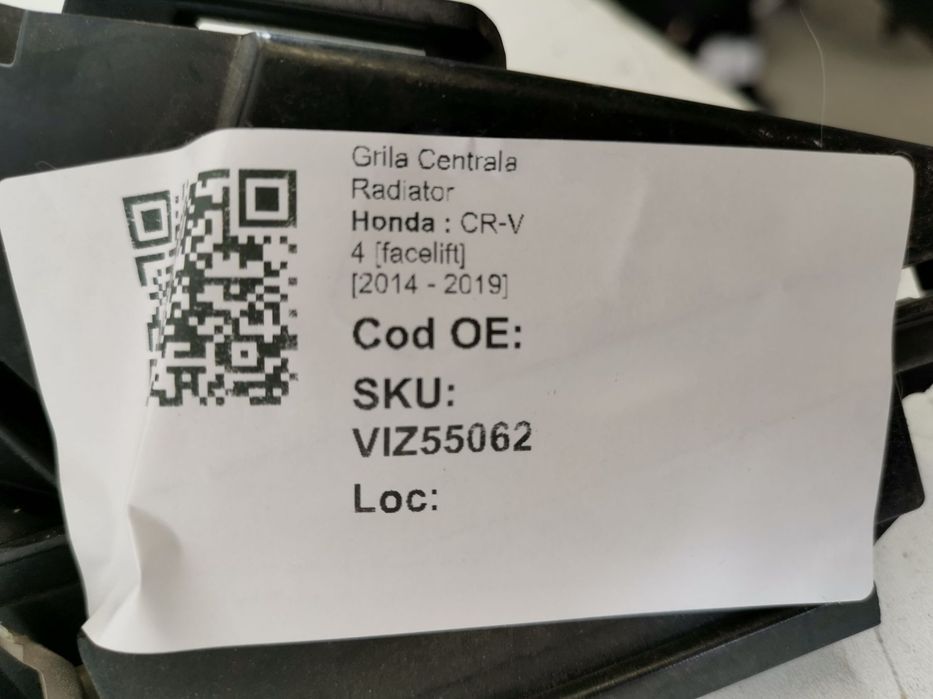 Grila Centrala
Radiator
Honda : CR-V
4 [facelift]
[2014 - 2019]
Cod OE:
SKU:
VIZ55062
Loc: